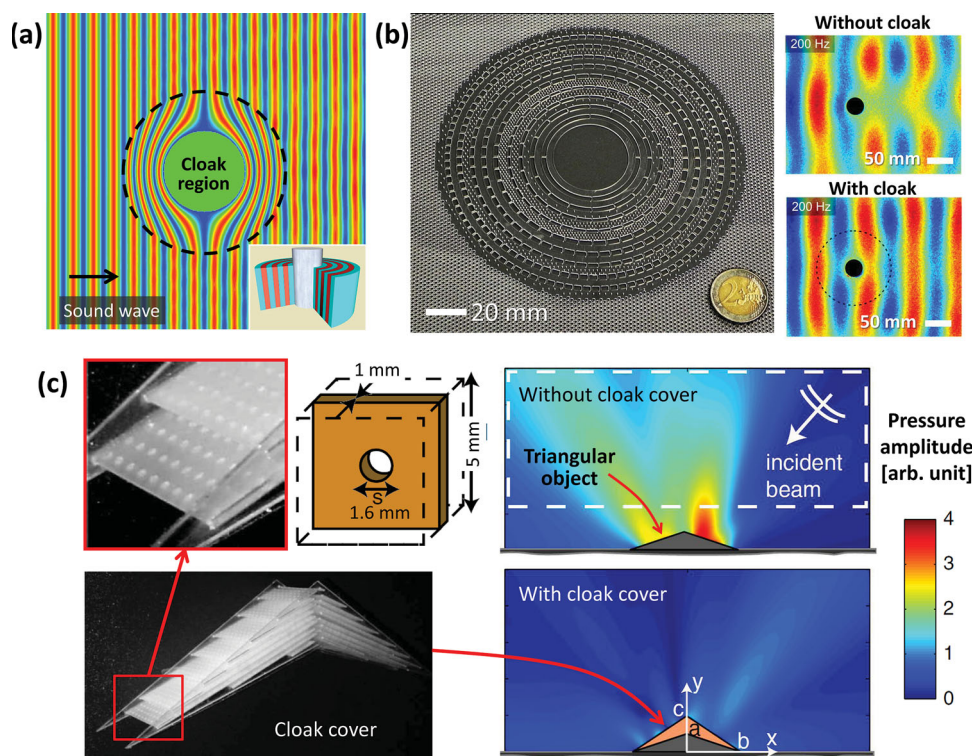 (a)
Cloak
region
Sound wave
(b)
20 mm
Without cloak
200 Hz
50 mm
With cloak
200 Hz
50 mm
(c)
1 mm
5 mm
s
1.6 mm
Cloak cover
Without cloak cover
Triangular
object
incident
beam
With cloak cover
y
c
a
b
x
Pressure
amplitude
[arb. unit]
4
3
2
1
0